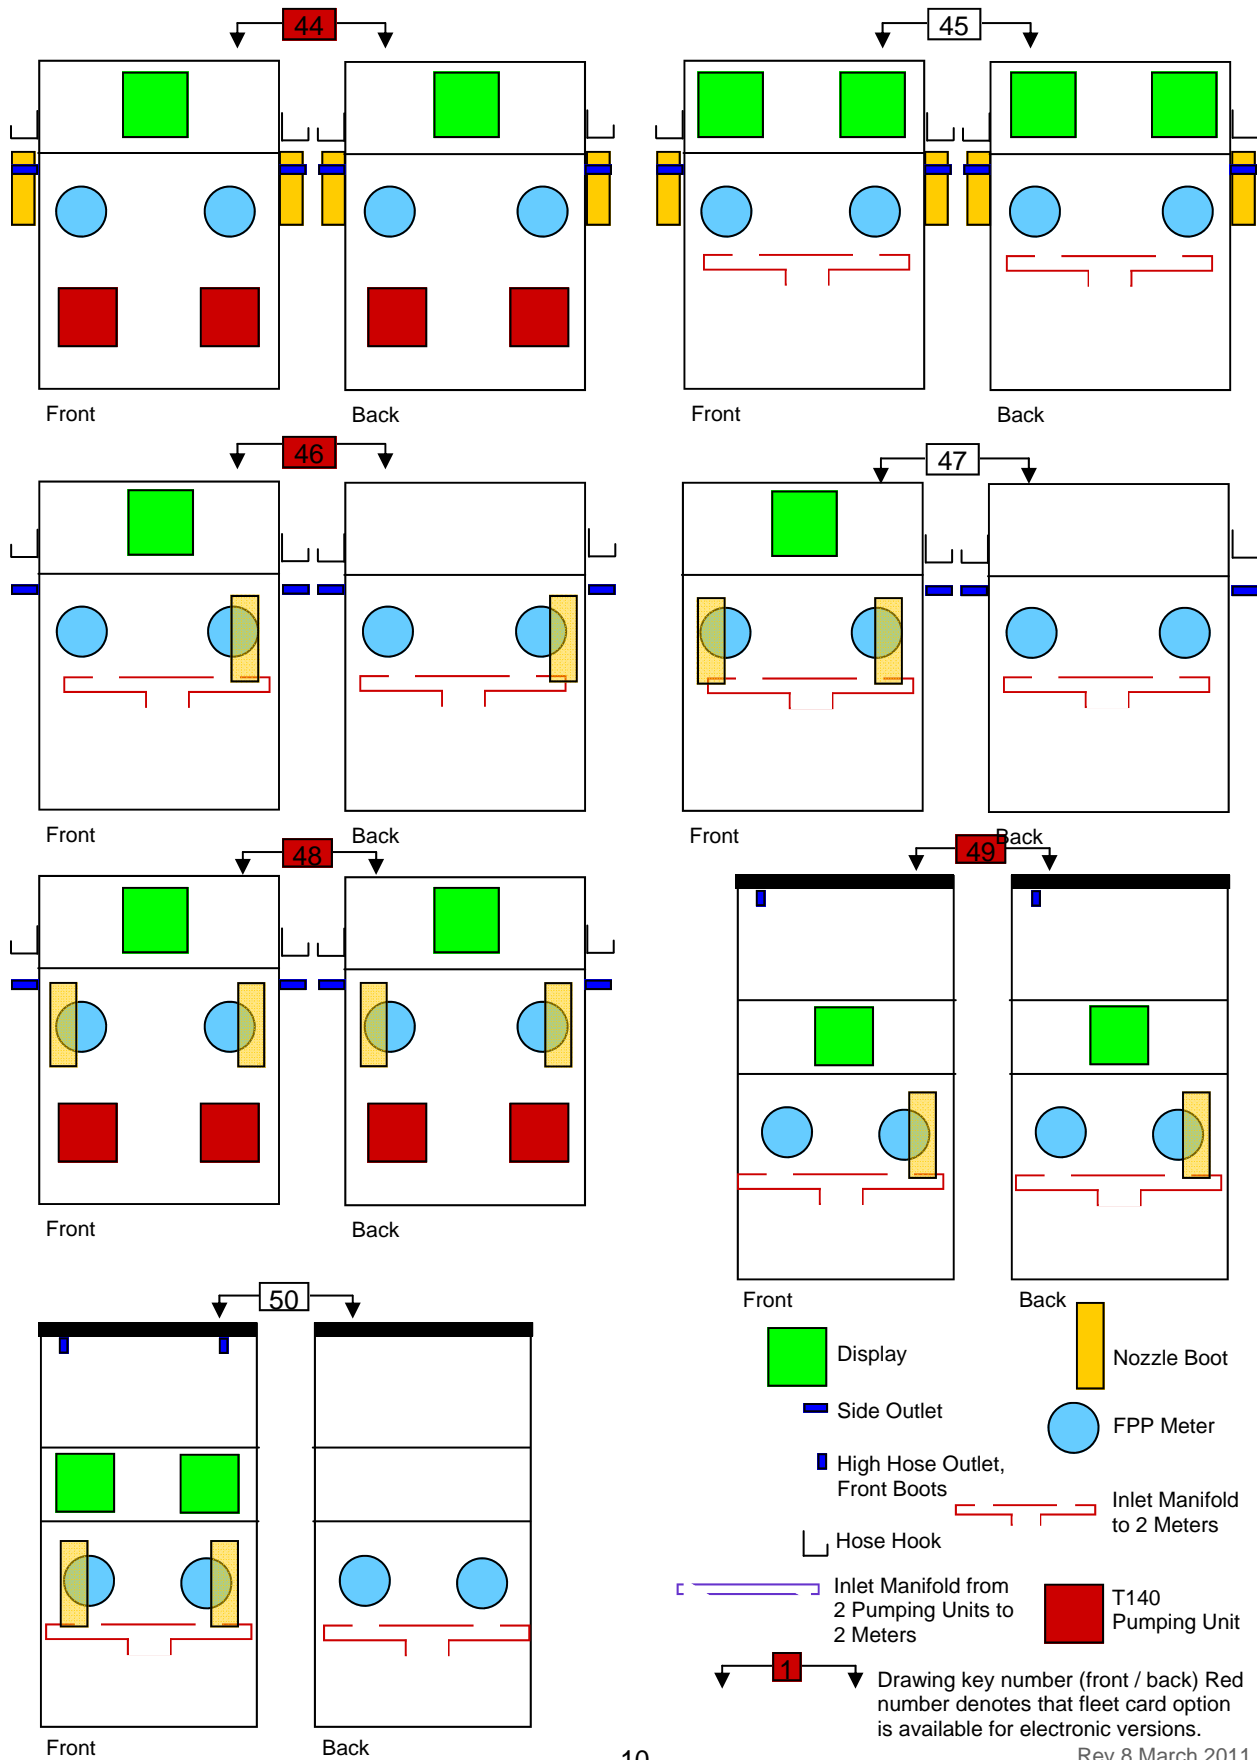 44
45
Front
Back
Front
Back
46
47
Front
Back
Front
Back
48
49
Front
Back
50
Front
Back
Display
Nozzle Boot
Side Outlet
FPP Meter
High Hose Outlet,
Front Boots
Inlet Manifold
to 2 Meters
Hose Hook
Inlet Manifold from
2 Pumping Units to
2 Meters
T140
Pumping Unit
1
Drawing key number (front / back) Red
number denotes that fleet card option
is available for electronic versions.
Front
Back
10
Rev 8 March 2011